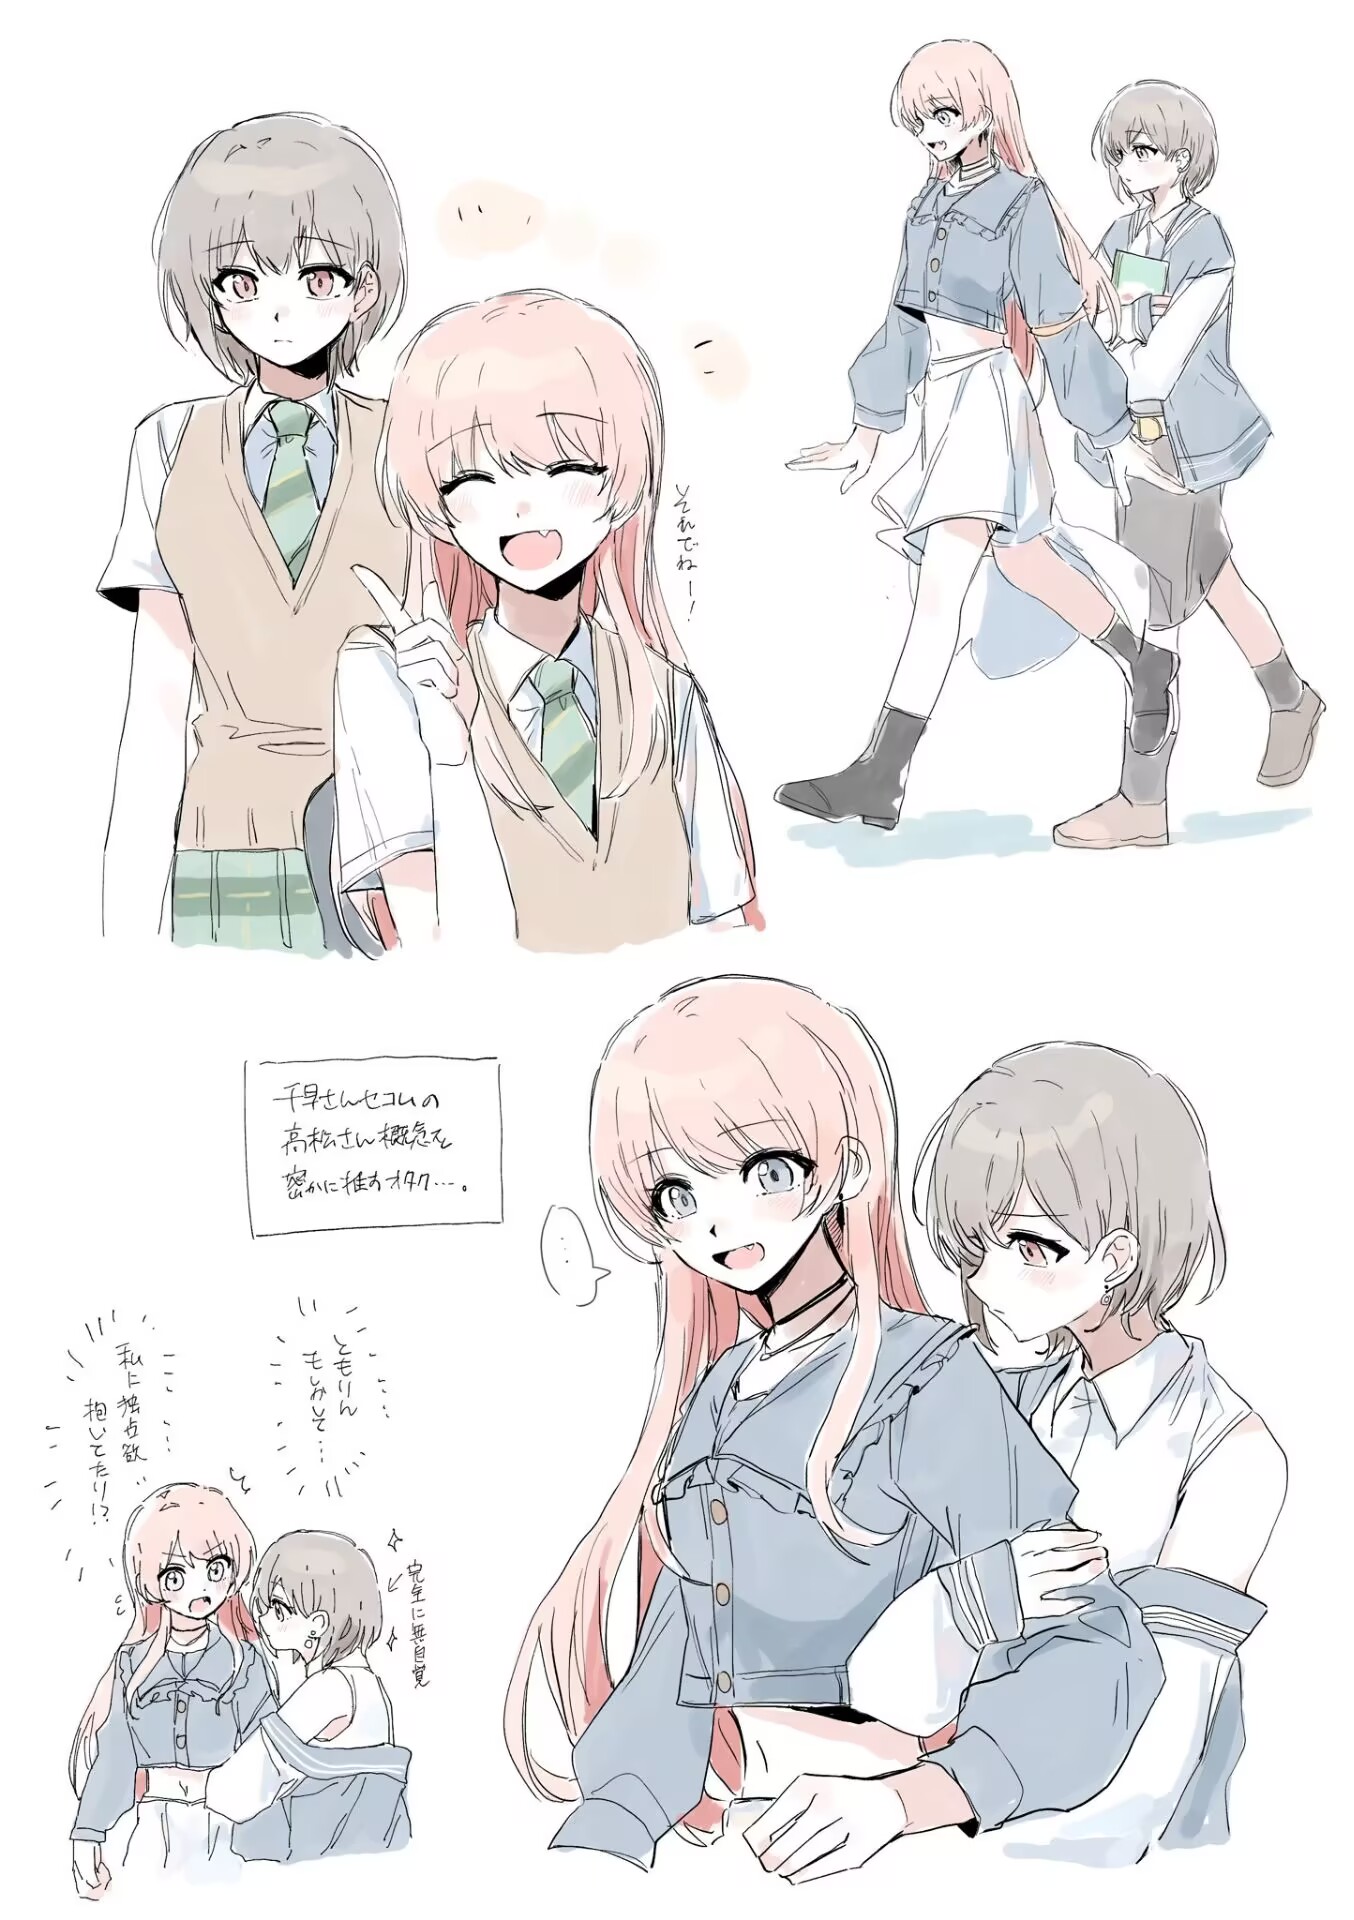 それでねー!
千早さんセコムの
高松さん概念を
密かに推すオタク…。
…
ともりん
もしかして…
私に独占欲
抱いてたり!?
完全に無自覚